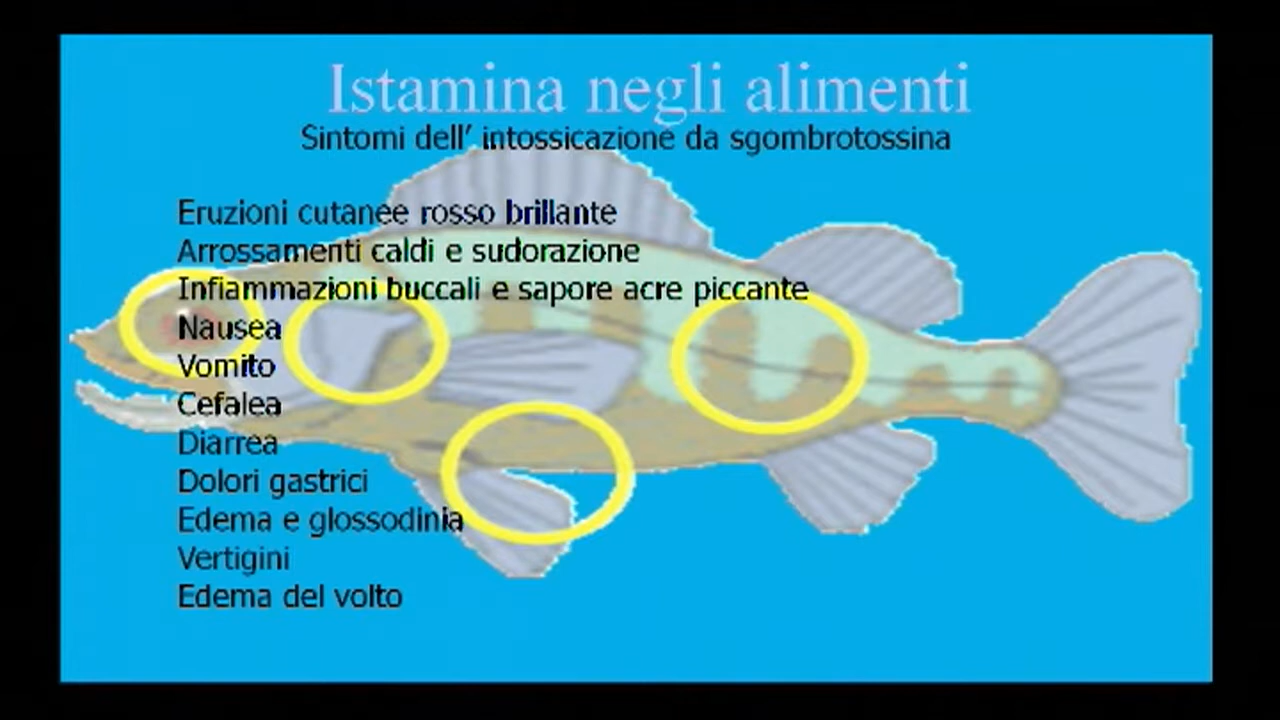 Istamina negli alimenti
Sintomi dell’ intossicazione da sgombrotossina
Eruzioni cutanee rosso brillante
Arrossamenti caldi e sudorazione
Infiammazioni buccali e sapore acre piccante
Nausea
Vomito
Cefalea
Diarrea
Dolori gastrici
Edema e glossodinia
Vertigini
Edema del volto